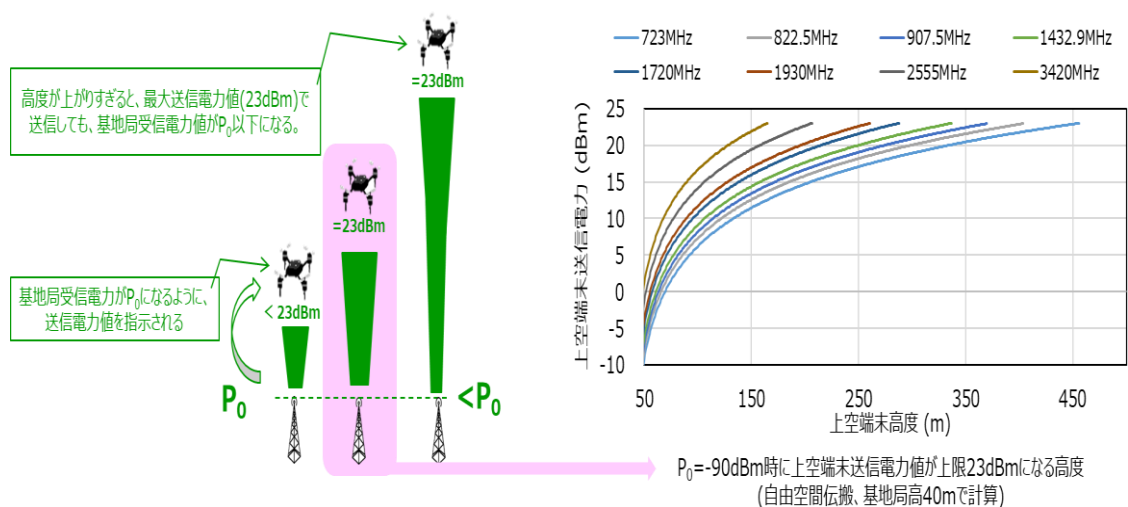 高度が上がりすぎると、最大送信電力値(23dBm)で
送信しても、基地局受信電力値がP₀以下になる。
=23dBm
=23dBm
基地局受信電力がP₀になるように、
送信電力値を指示される
< 23dBm
P₀
<P₀
723MHz 822.5MHz 907.5MHz 1432.9MHz
1720MHz 1930MHz 2555MHz 3420MHz
上空端末送信電力 (dBm)
25
20
15
10
5
0
-5
-10
50 150 250 350 450
上空端末高度 (m)
P₀=-90dBm時に上空端末送信電力値が上限23dBmになる高度
(自由空間伝搬、基地局高40mで計算)